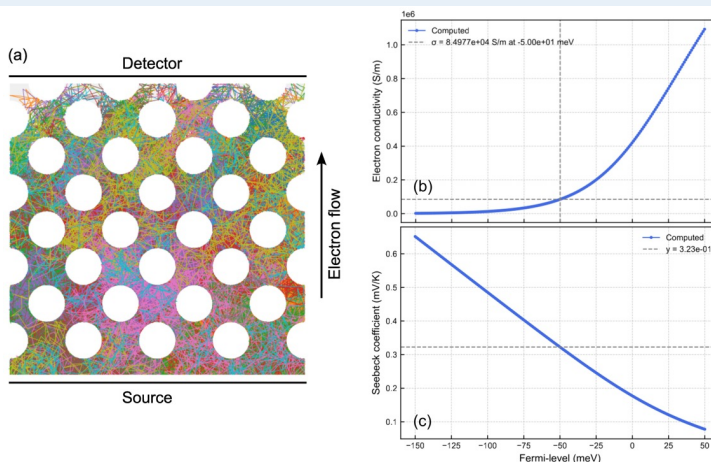 (a)
Detector
Electron flow
Source
1e6
Computed
σ = 8.4977e+04 S/m at -5.00e+01 meV
Electron conductivity (S/m)
1.0
0.8
0.6
0.4
0.2
0.0
(b)
Computed
y = 3.23e-01
Seebeck coefficient (mV/K)
0.6
0.5
0.4
0.3
0.2
0.1
(c)
−150 −125 −100 −75 −50 −25 0 25 50
Fermi-level (meV)